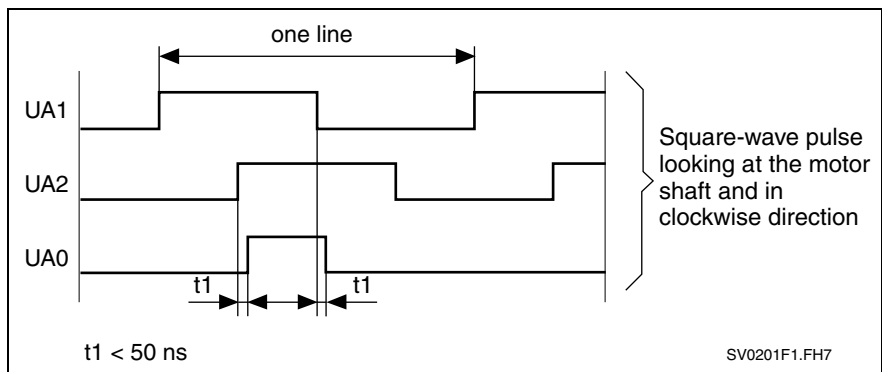 one line
UA1
UA2
UA0
t1
t1
Square-wave pulse
looking at the motor
shaft and in
clockwise direction
t1 < 50 ns
SV0201F1.FH7